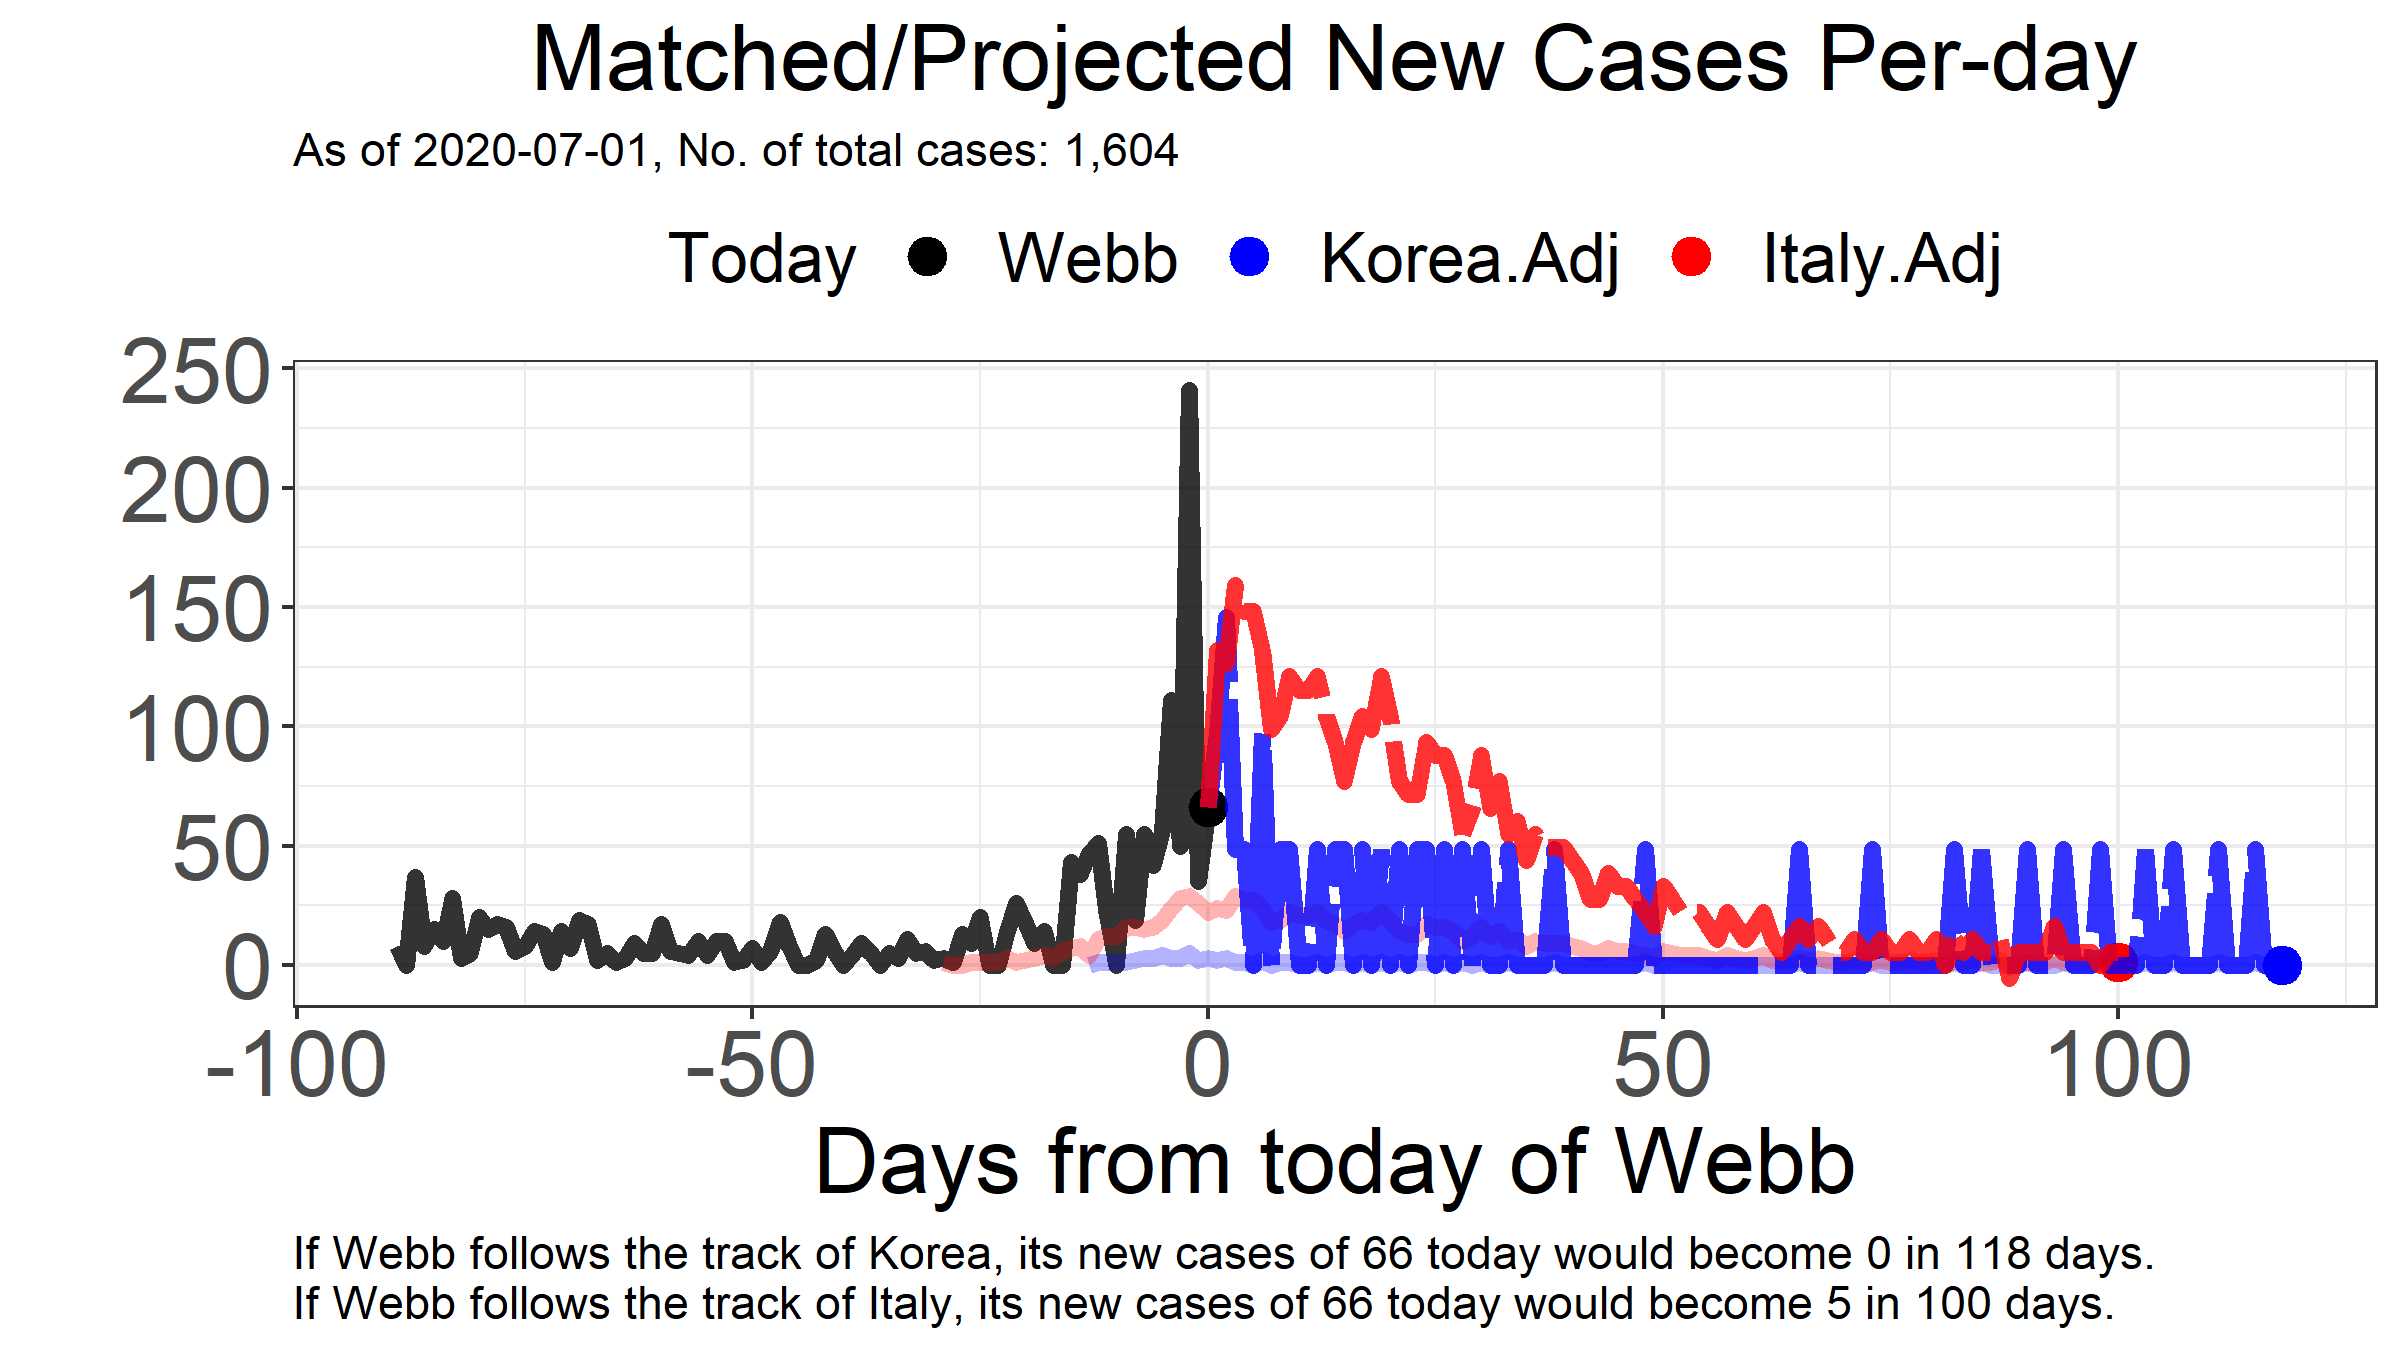 Matched/Projected New Cases Per-day
As of 2020-07-01, No. of total cases: 1,604
Today Webb Korea.Adj Italy.Adj
250
200
150
100
50
0
-100 -50 0 50 100
Days from today of Webb
If Webb follows the track of Korea, its new cases of 66 today would become 0 in 118 days.
If Webb follows the track of Italy, its new cases of 66 today would become 5 in 100 days.